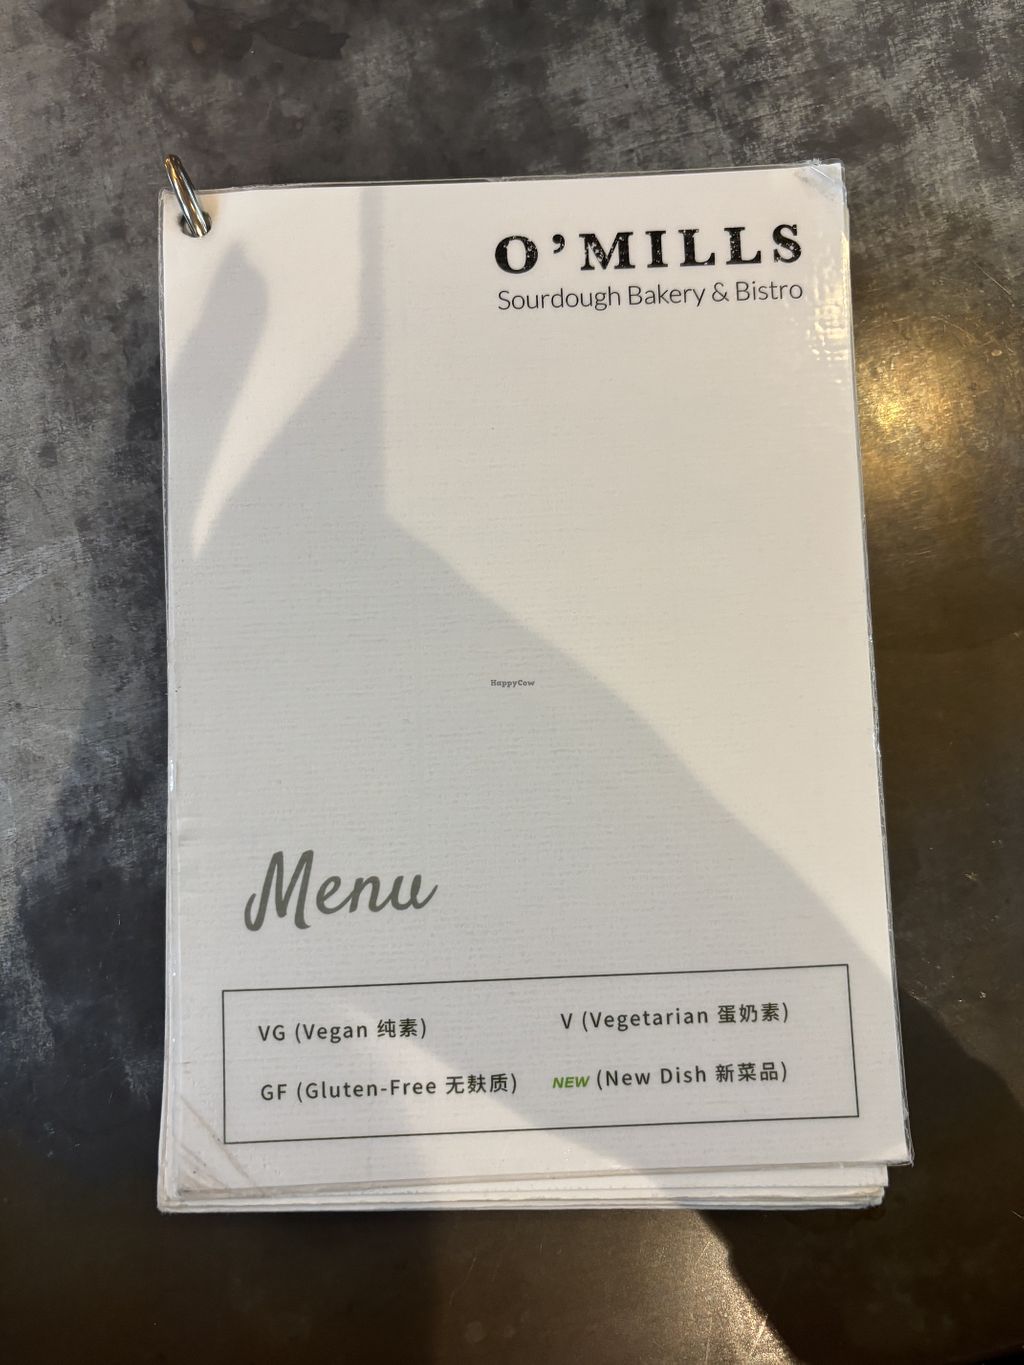 O’MILLS
Sourdough Bakery & Bistro
HappyCow
Menu
VG (Vegan 纯素)
V (Vegetarian 蛋奶素)
GF (Gluten-Free 无麸质)
NEW (New Dish 新菜品)